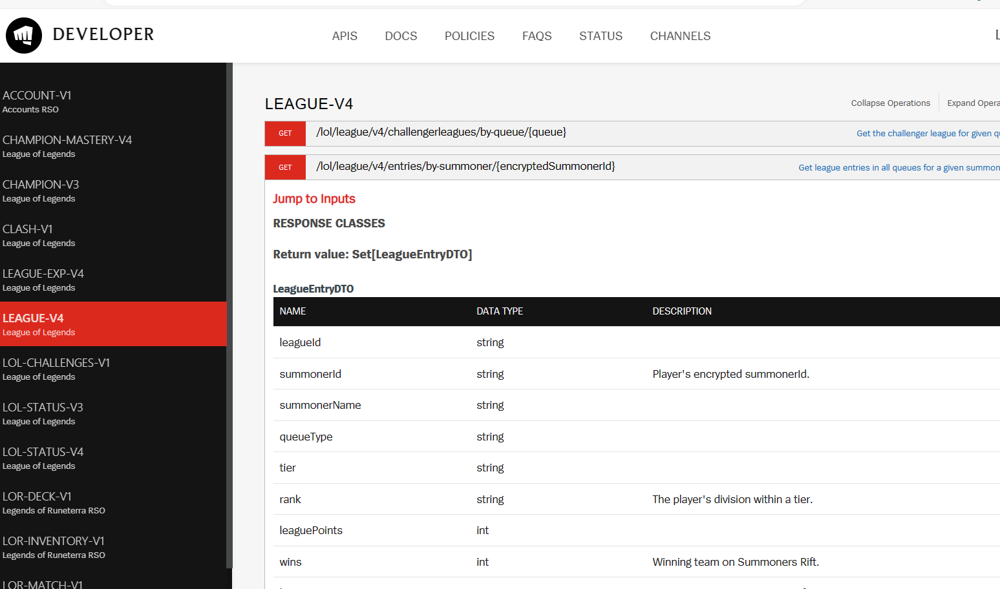 DEVELOPER
APIS DOCS POLICIES FAQS STATUS CHANNELS
ACCOUNT-V1
Accounts RSO
CHAMPION-MASTERY-V4
League of Legends
CHAMPION-V3
League of Legends
CLASH-V1
League of Legends
LEAGUE-EXP-V4
League of Legends
LEAGUE-V4
League of Legends
LOL-CHALLENGES-V1
League of Legends
LOL-STATUS-V3
League of Legends
LOL-STATUS-V4
League of Legends
LOR-DECK-V1
Legends of Runeterra RSO
LOR-INVENTORY-V1
Legends of Runeterra RSO
LOR-MATCH-V1
LEAGUE-V4
Collapse Operations Expand Opera
GET /lol/league/v4/challengerleagues/by-queue/{queue} Get the challenger league for given q
GET /lol/league/v4/entries/by-summoner/{encryptedSummonerId} Get league entries in all queues for a given summon
Jump to Inputs
RESPONSE CLASSES
Return value: Set[LeagueEntryDTO]
LeagueEntryDTO
NAME DATA TYPE DESCRIPTION
leagueId string
summonerId string Player's encrypted summonerId.
summonerName string
queueType string
tier string
rank string The player's division within a tier.
leaguePoints int
wins int Winning team on Summoners Rift.